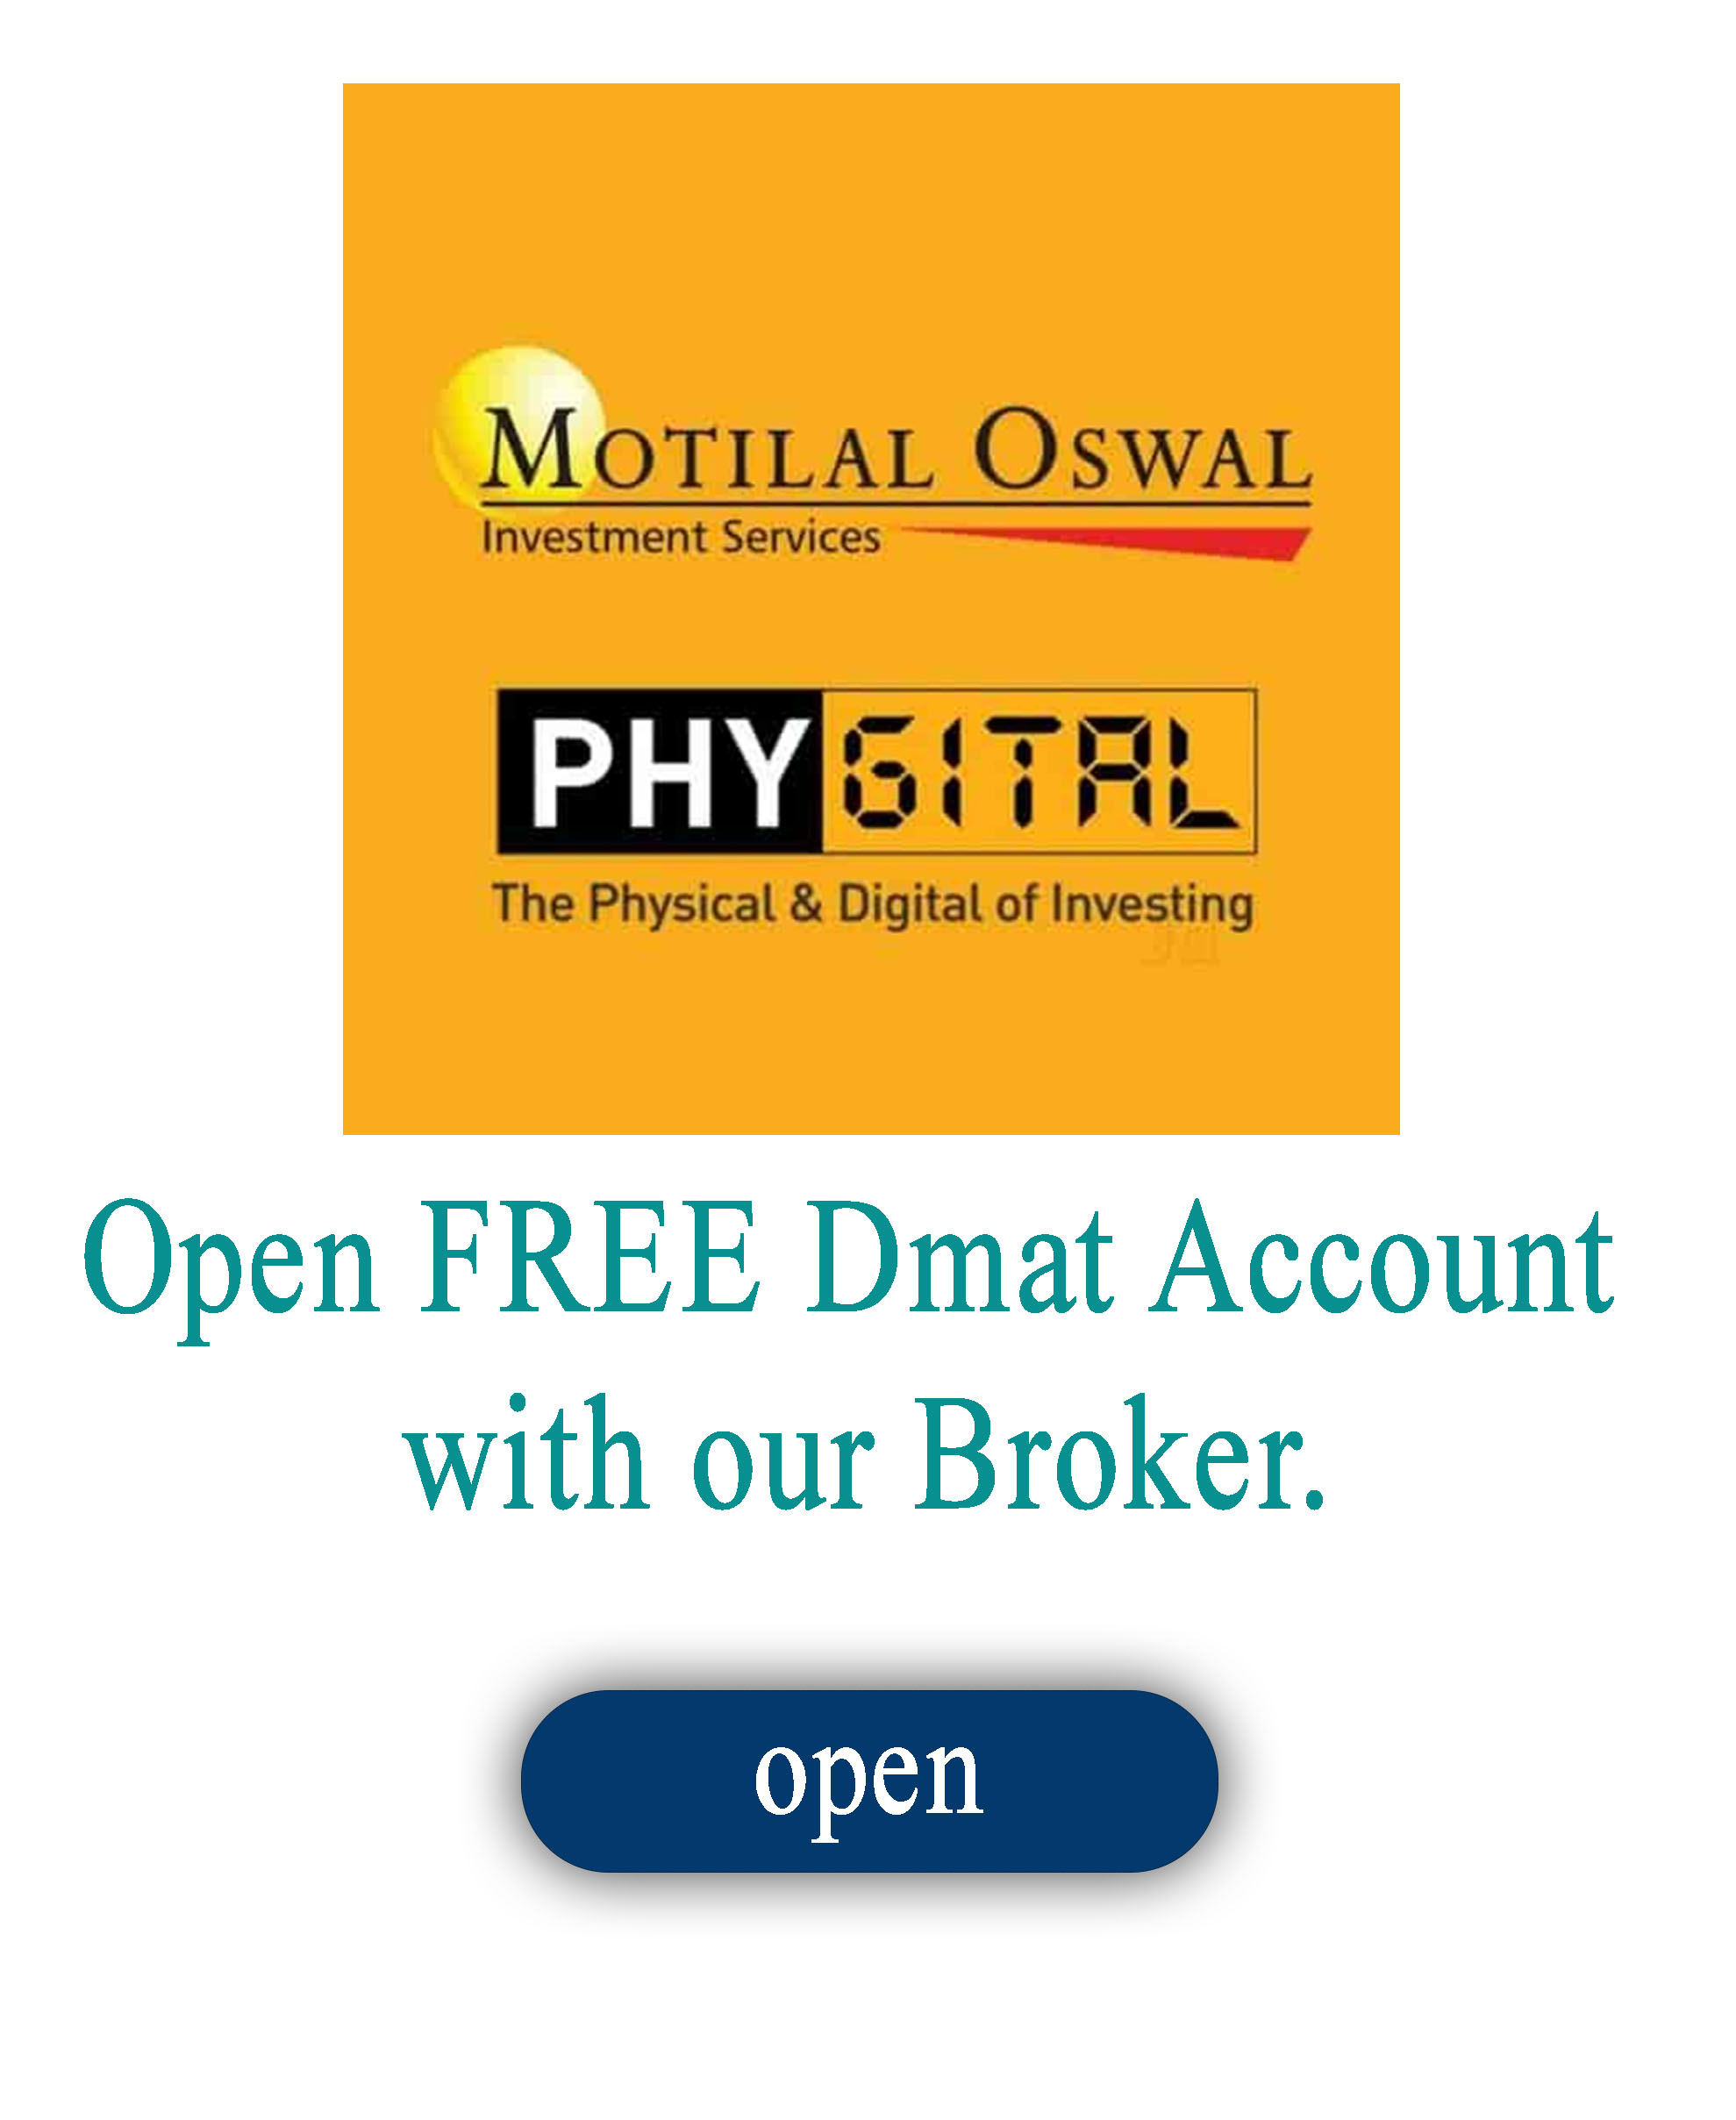 MOTILAL OSWAL
Investment Services
PHYGITAL
The Physical & Digital of Investing
Open FREE Dmat Account
with our Broker.
open